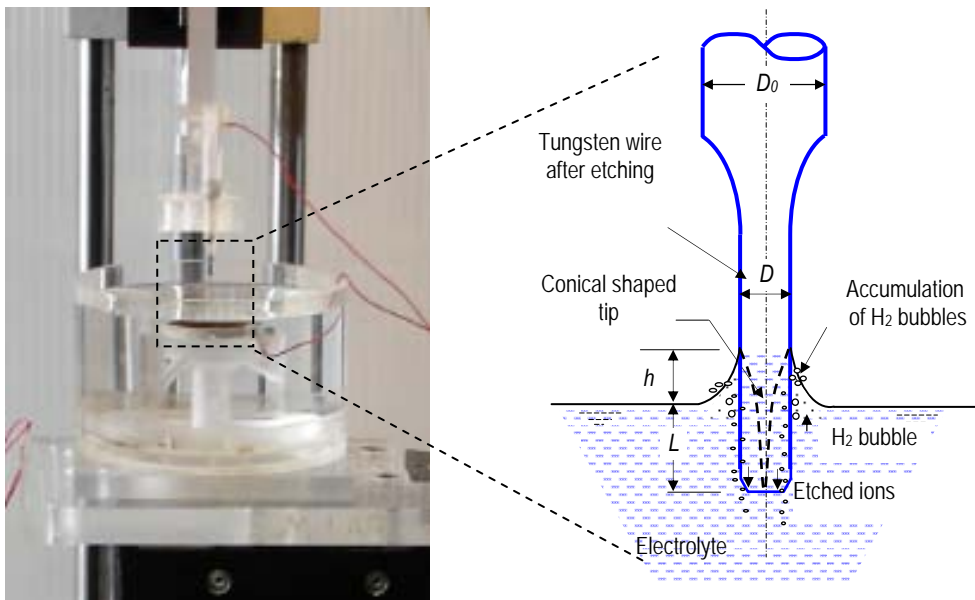 D₀
Tungsten wire
after etching
D
Conical shaped
tip
Accumulation
of H₂ bubbles
h
L
H₂ bubble
Etched ions
Electrolyte